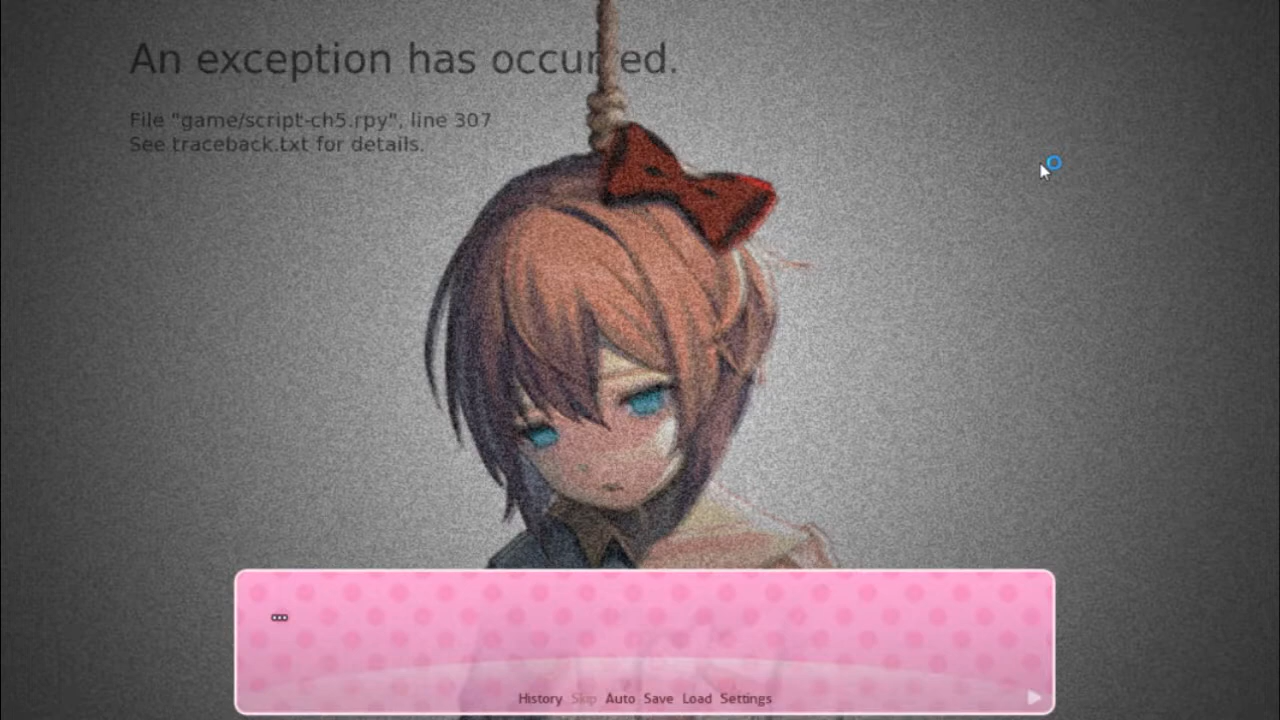 An exception has occurred.
File "game/script-ch5.rpy", line 307
See traceback.txt for details.
...
History Skip Auto Save Load Settings